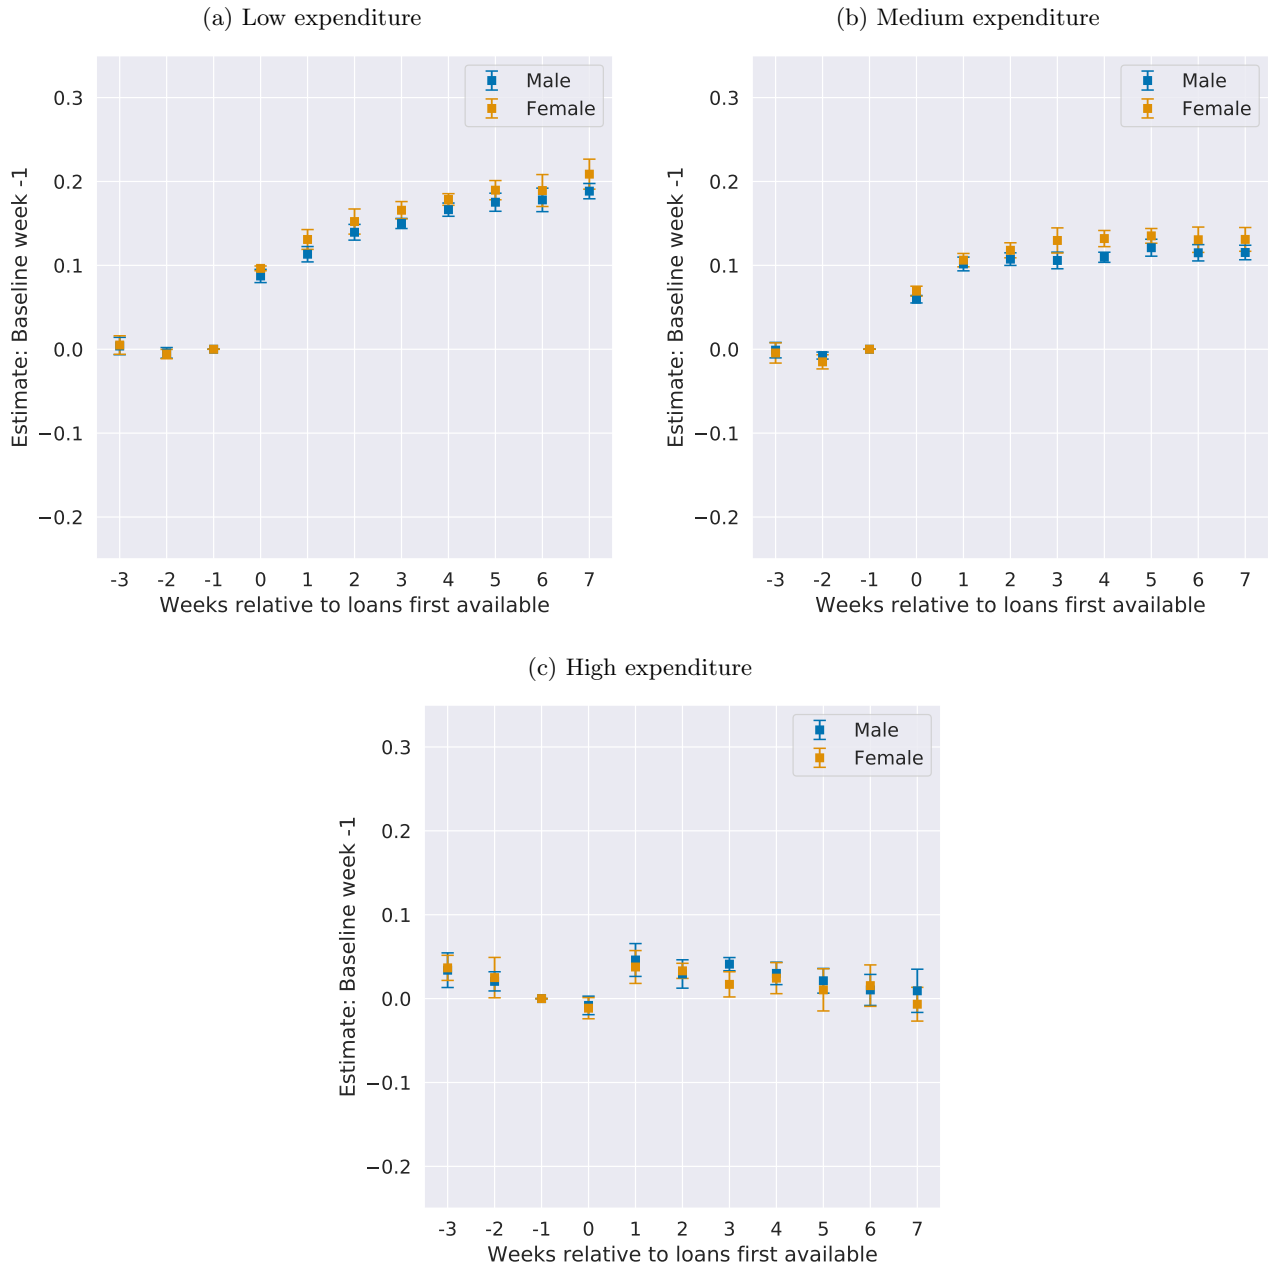 (a) Low expenditure
Male
Female
0.3
0.2
0.1
0.0
−0.1
−0.2
Estimate: Baseline week -1
-3 -2 -1 0 1 2 3 4 5 6 7
Weeks relative to loans first available
(b) Medium expenditure
Male
Female
0.3
0.2
0.1
0.0
−0.1
−0.2
Estimate: Baseline week -1
-3 -2 -1 0 1 2 3 4 5 6 7
Weeks relative to loans first available
(c) High expenditure
Male
Female
0.3
0.2
0.1
0.0
−0.1
−0.2
Estimate: Baseline week -1
-3 -2 -1 0 1 2 3 4 5 6 7
Weeks relative to loans first available